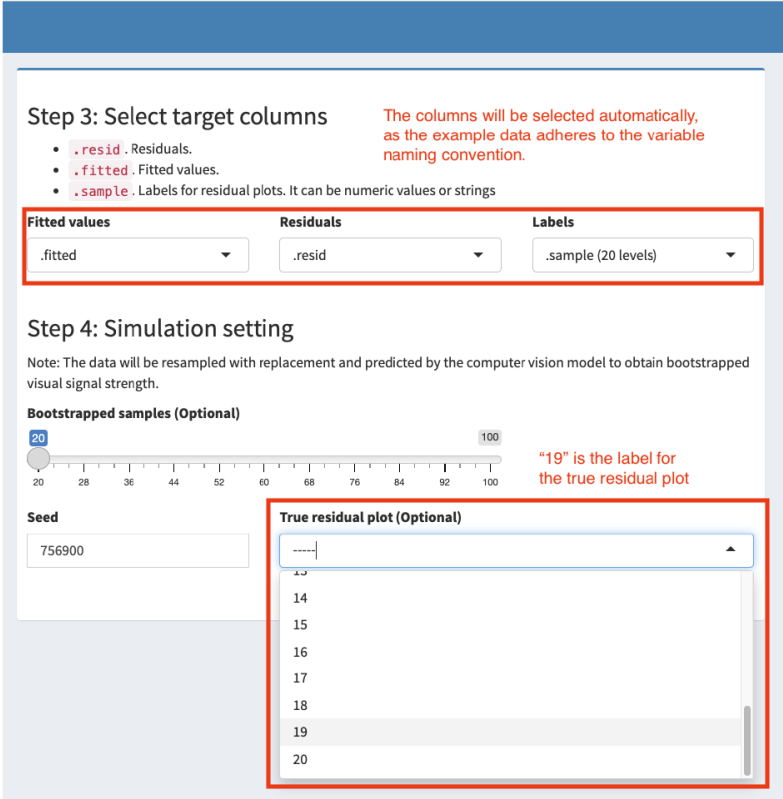 Step 3: Select target columns
The columns will be selected automatically,
as the example data adheres to the variable
naming convention.
• .resid . Residuals.
• .fitted . Fitted values.
• .sample . Labels for residual plots. It can be numeric values or strings
Fitted values Residuals Labels
.fitted .resid .sample (20 levels)
Step 4: Simulation setting
Note: The data will be resampled with replacement and predicted by the computer vision model to obtain bootstrapped
visual signal strength.
Bootstrapped samples (Optional)
20 100
20 28 36 44 52 60 68 76 84 92 100
“19” is the label for
the true residual plot
Seed True residual plot (Optional)
756900 -----
13
14
15
16
17
18
19
20